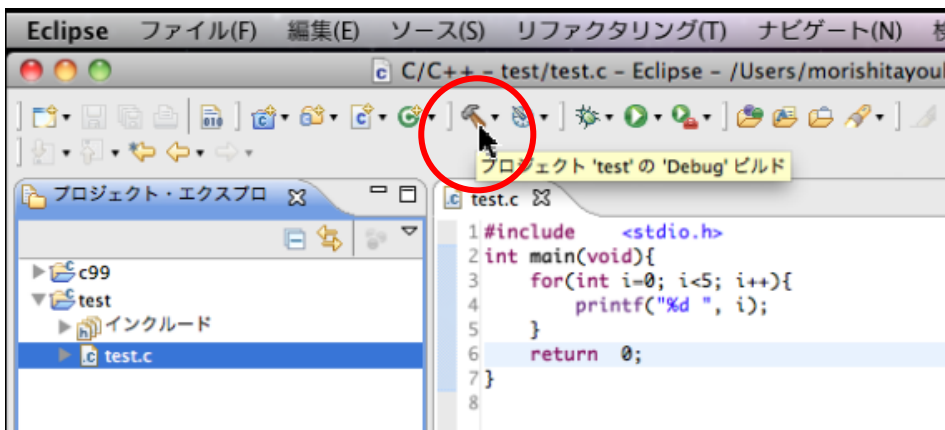 Eclipse ファイル(F) 編集(E) ソース(S) リファクタリング(T) ナビゲート(N)
C/C++ – test/test.c – Eclipse – /Users/morishitayou
010
プロジェクト 'test' の 'Debug' ビルド
プロジェクト・エクスプロ
test.c
1 #include    <stdio.h>
2 int main(void){
3     for(int i=0; i<5; i++){
4         printf("%d ", i);
5     }
6     return  0;
7 }
8
c99
test
インクルード
test.c